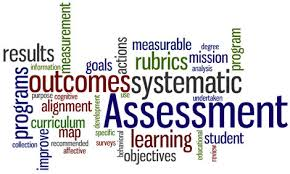 results
measurement
information
goals
actions
measurable
rubrics
degree
mission
analysis
program
outcomes
systematic
programs
purpose
cognitive
alignment
development
use
undertaken
Assessment
curriculum
map
specific
surveys
behavioral
learning
educational
student
review
collection
improve
recommended
affective
objectives